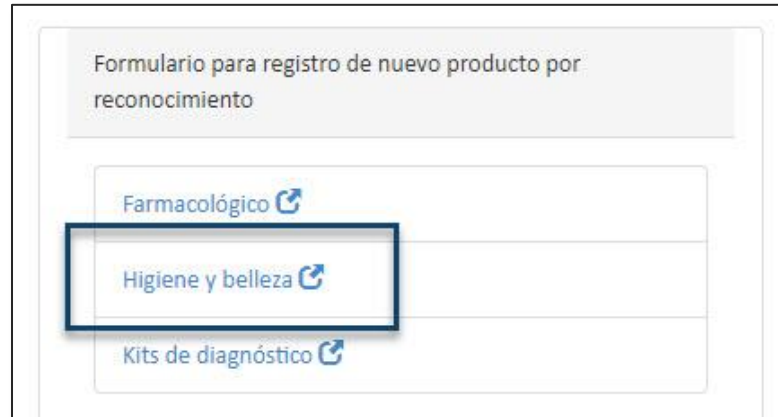 Formulario para registro de nuevo producto por
reconocimiento
Farmacológico
Higiene y belleza
Kits de diagnóstico